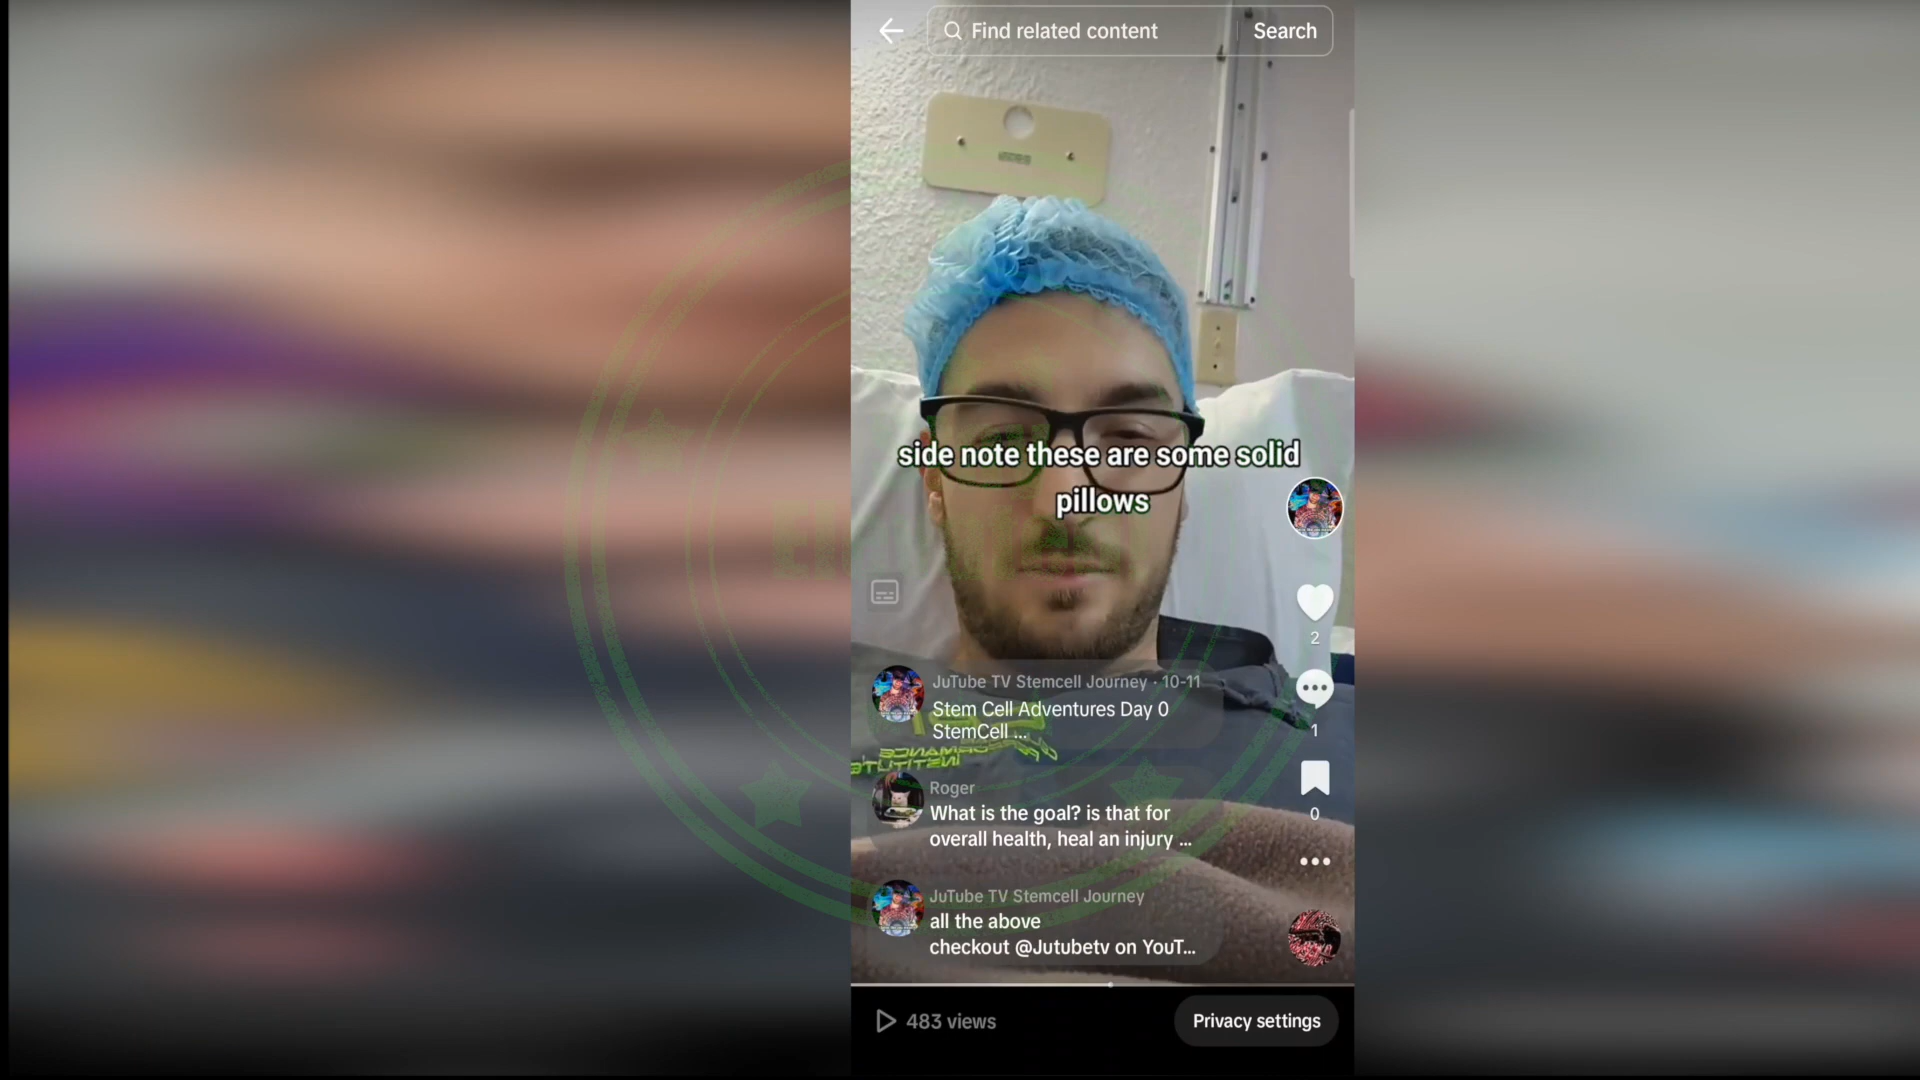 Find related content
Search
side note these are some solid
pillows
2
JuTube TV Stemcell Journey · 10-11
Stem Cell Adventures Day 0
StemCell ...
1
Roger
What is the goal? is that for
overall health, heal an injury ...
0
JuTube TV Stemcell Journey
all the above
checkout @Jutubetv on YouT...
483 views
Privacy settings